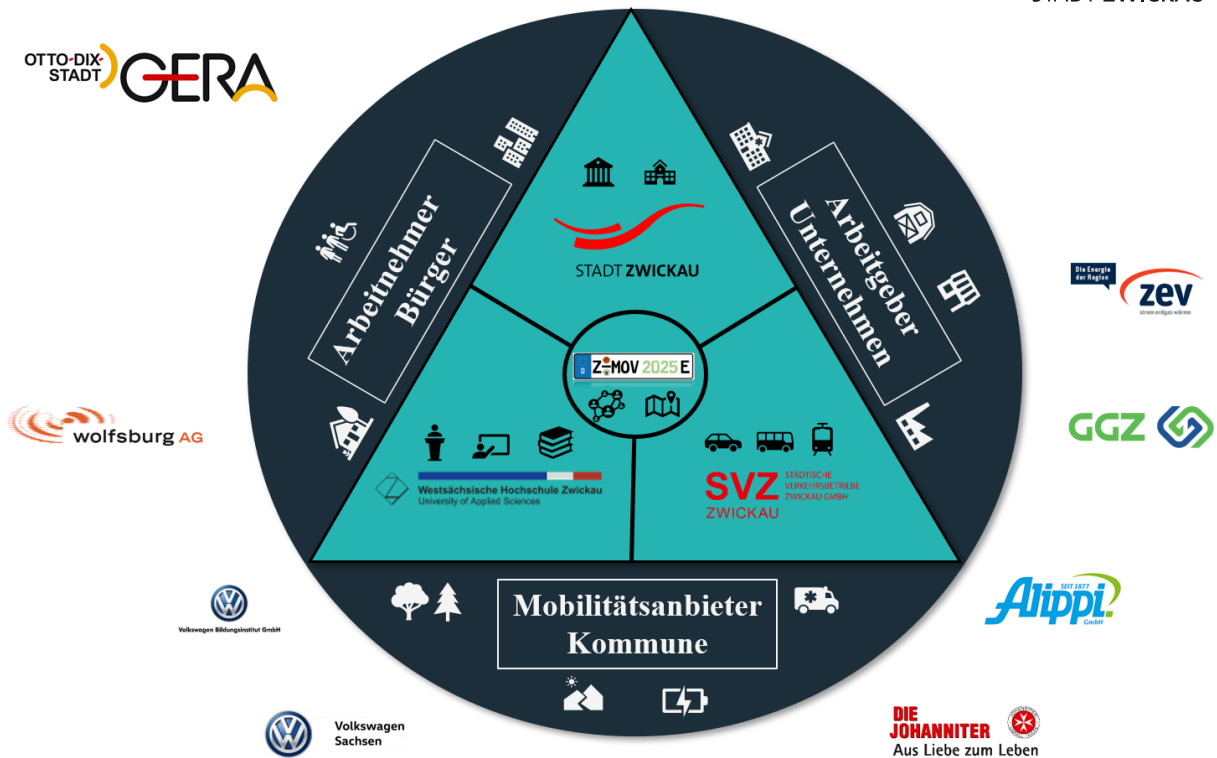 STADT ZWICKAU
OTTO-DIX-
STADT
GERA
Arbeitnehmer
Bürger
Arbeitgeber
Unternehmen
STADT ZWICKAU
Die Energie
der Region
zev
strom erdgas wärme
D
Z MOV 2025 E
wolfsburg AG
GGZ
Westsächsische Hochschule Zwickau
University of Applied Sciences
SVZ
ZWICKAU
STÄDTISCHE
VERKEHRSBETRIEBE
ZWICKAU GMBH
Volkswagen Bildungsinstitut GmbH
Mobilitätsanbieter
Kommune
SEIT 1877
Alippi
GmbH
Volkswagen
Sachsen
DIE
JOHANNITER
Aus Liebe zum Leben